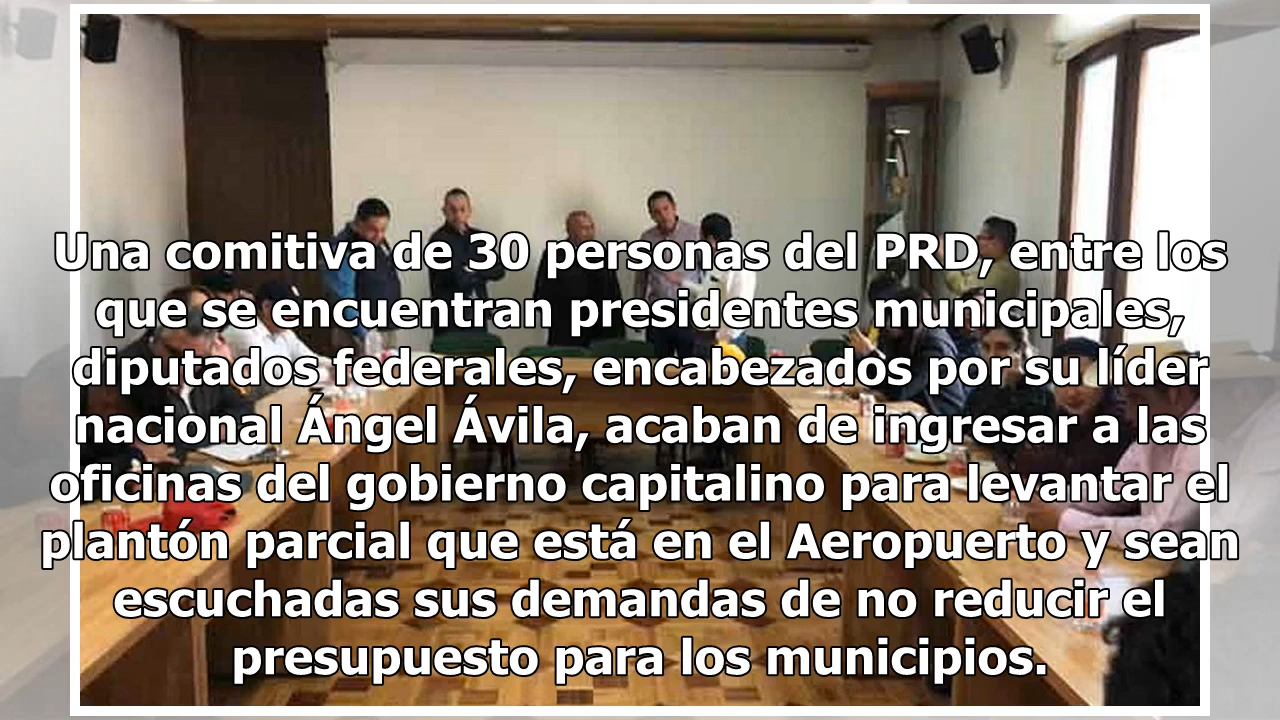 Una comitiva de 30 personas del PRD, entre los
que se encuentran presidentes municipales,
diputados federales, encabezados por su líder
nacional Ángel Ávila, acaban de ingresar a las
oficinas del gobierno capitalino para levantar el
plantón parcial que está en el Aeropuerto y sean
escuchadas sus demandas de no reducir el
presupuesto para los municipios.